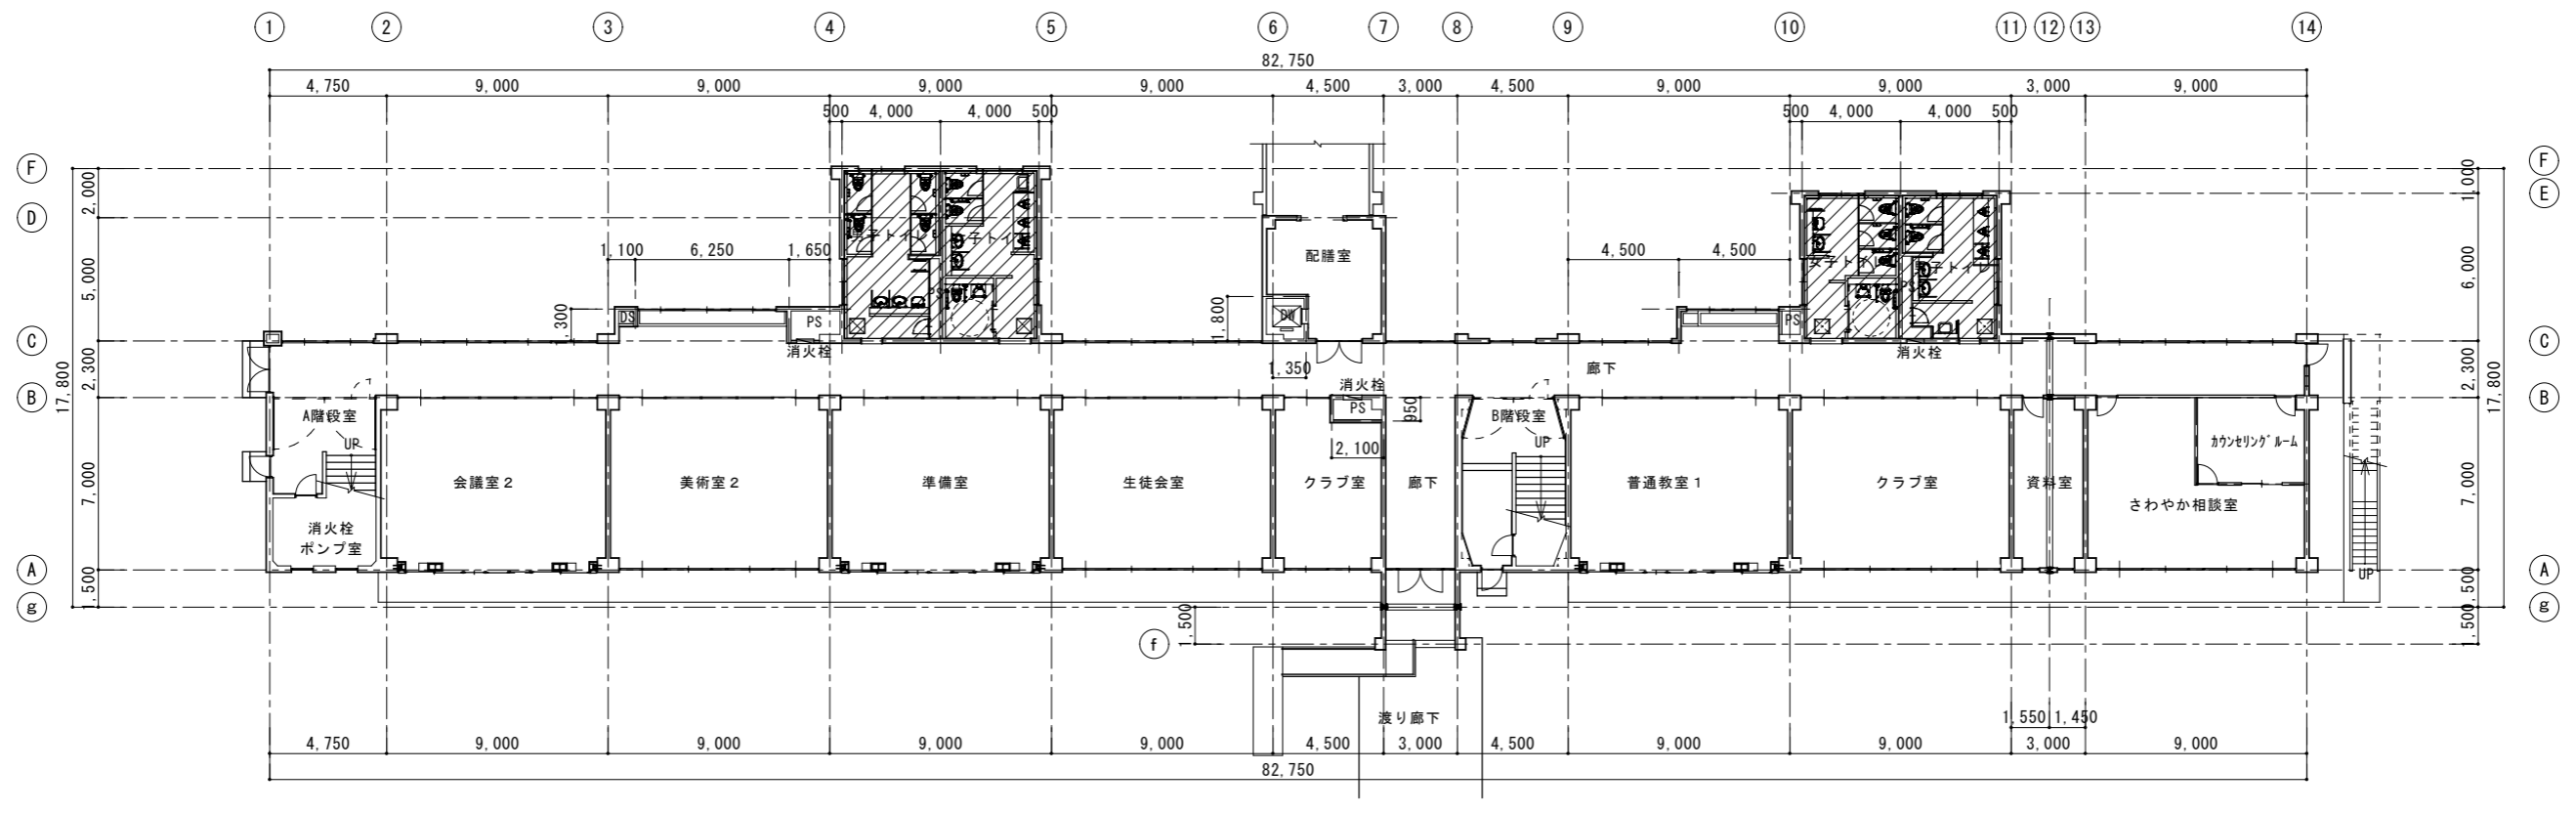 1 2 3 4 5 6 7 8 9 10 11 12 13 14
82,750
4,750 9,000 9,000 9,000 9,000 4,500 3,000 4,500 9,000 9,000 3,000 9,000
500 4,000 4,000 500 500 4,000 4,000 500
F F
2,000 1,000
E
D
配膳室
1,100 6,250 1,650 4,500 4,500
女子トイレ
5,000 6,000
1,300 1,800
DS PS PS DW PS PS
C C
消火栓 消火栓
1,350
廊下
2,300 2,300
17,800 17,800
消火栓
B B
PS
950
A階段室 B階段室
UP UP
2,100
カウンセリングルーム
会議室2 美術室2 準備室 生徒会室 クラブ室 廊下 普通教室1 クラブ室 資料室
7,000 7,000
さわやか相談室
消火栓
ポンプ室
A A
UP
1,500 1,500
g g
1,500 1,500
f
渡り廊下
1,550 1,450
4,750 9,000 9,000 9,000 9,000 4,500 3,000 4,500 9,000 9,000 3,000 9,000
82,750